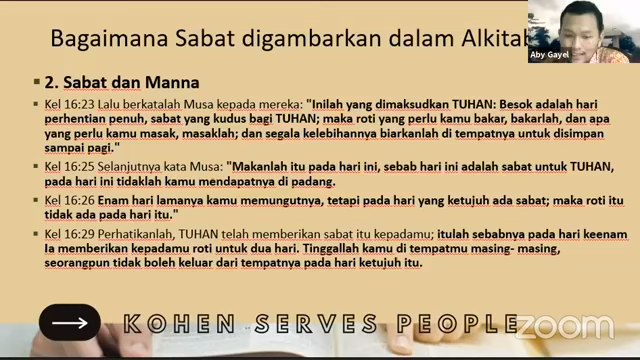 Bagaimana Sabat digambarkan dalam Alkita
Aby Gayel
2. Sabat dan Manna
Kel 16:23 Lalu berkatalah Musa kepada mereka: "Inilah yang dimaksudkan TUHAN: Besok adalah hari
perhentian penuh, sabat yang kudus bagi TUHAN; maka roti yang perlu kamu bakar, bakarlah, dan apa
yang perlu kamu masak, masaklah; dan segala kelebihannya biarkanlah di tempatnya untuk disimpan
sampai pagi."
Kel 16:25 Selanjutnya kata Musa: "Makanlah itu pada hari ini, sebab hari ini adalah sabat untuk TUHAN,
pada hari ini tidaklah kamu mendapatnya di padang.
Kel 16:26 Enam hari lamanya kamu memungutnya, tetapi pada hari yang ketujuh ada sabat; maka roti itu
tidak ada pada hari itu."
Kel 16:29 Perhatikanlah, TUHAN telah memberikan sabat itu kepadamu; itulah sebabnya pada hari keenam
Ia memberikan kepadamu roti untuk dua hari. Tinggallah kamu di tempatmu masing- masing,
seorangpun tidak boleh keluar dari tempatnya pada hari ketujuh itu.
KOHEN SERVES PEOPLE
zoom